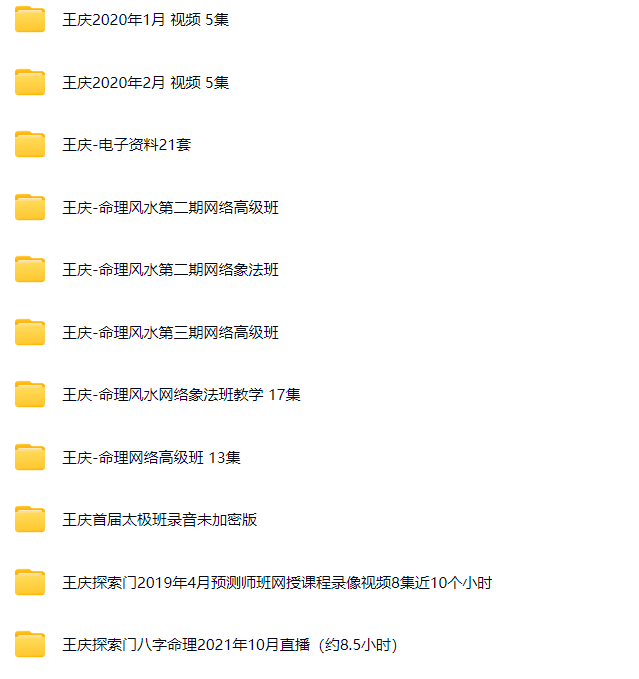 王庆2020年1月 视频 5集
王庆2020年2月 视频 5集
王庆-电子资料21套
王庆-命理风水第二期网络高级班
王庆-命理风水第二期网络象法班
王庆-命理风水第三期网络高级班
王庆-命理风水网络象法班教学 17集
王庆-命理网络高级班 13集
王庆首届太极班录音未加密版
王庆探索门2019年4月预测师班网授课程录像视频8集近10个小时
王庆探索门八字命理2021年10月直播（约8.5小时）